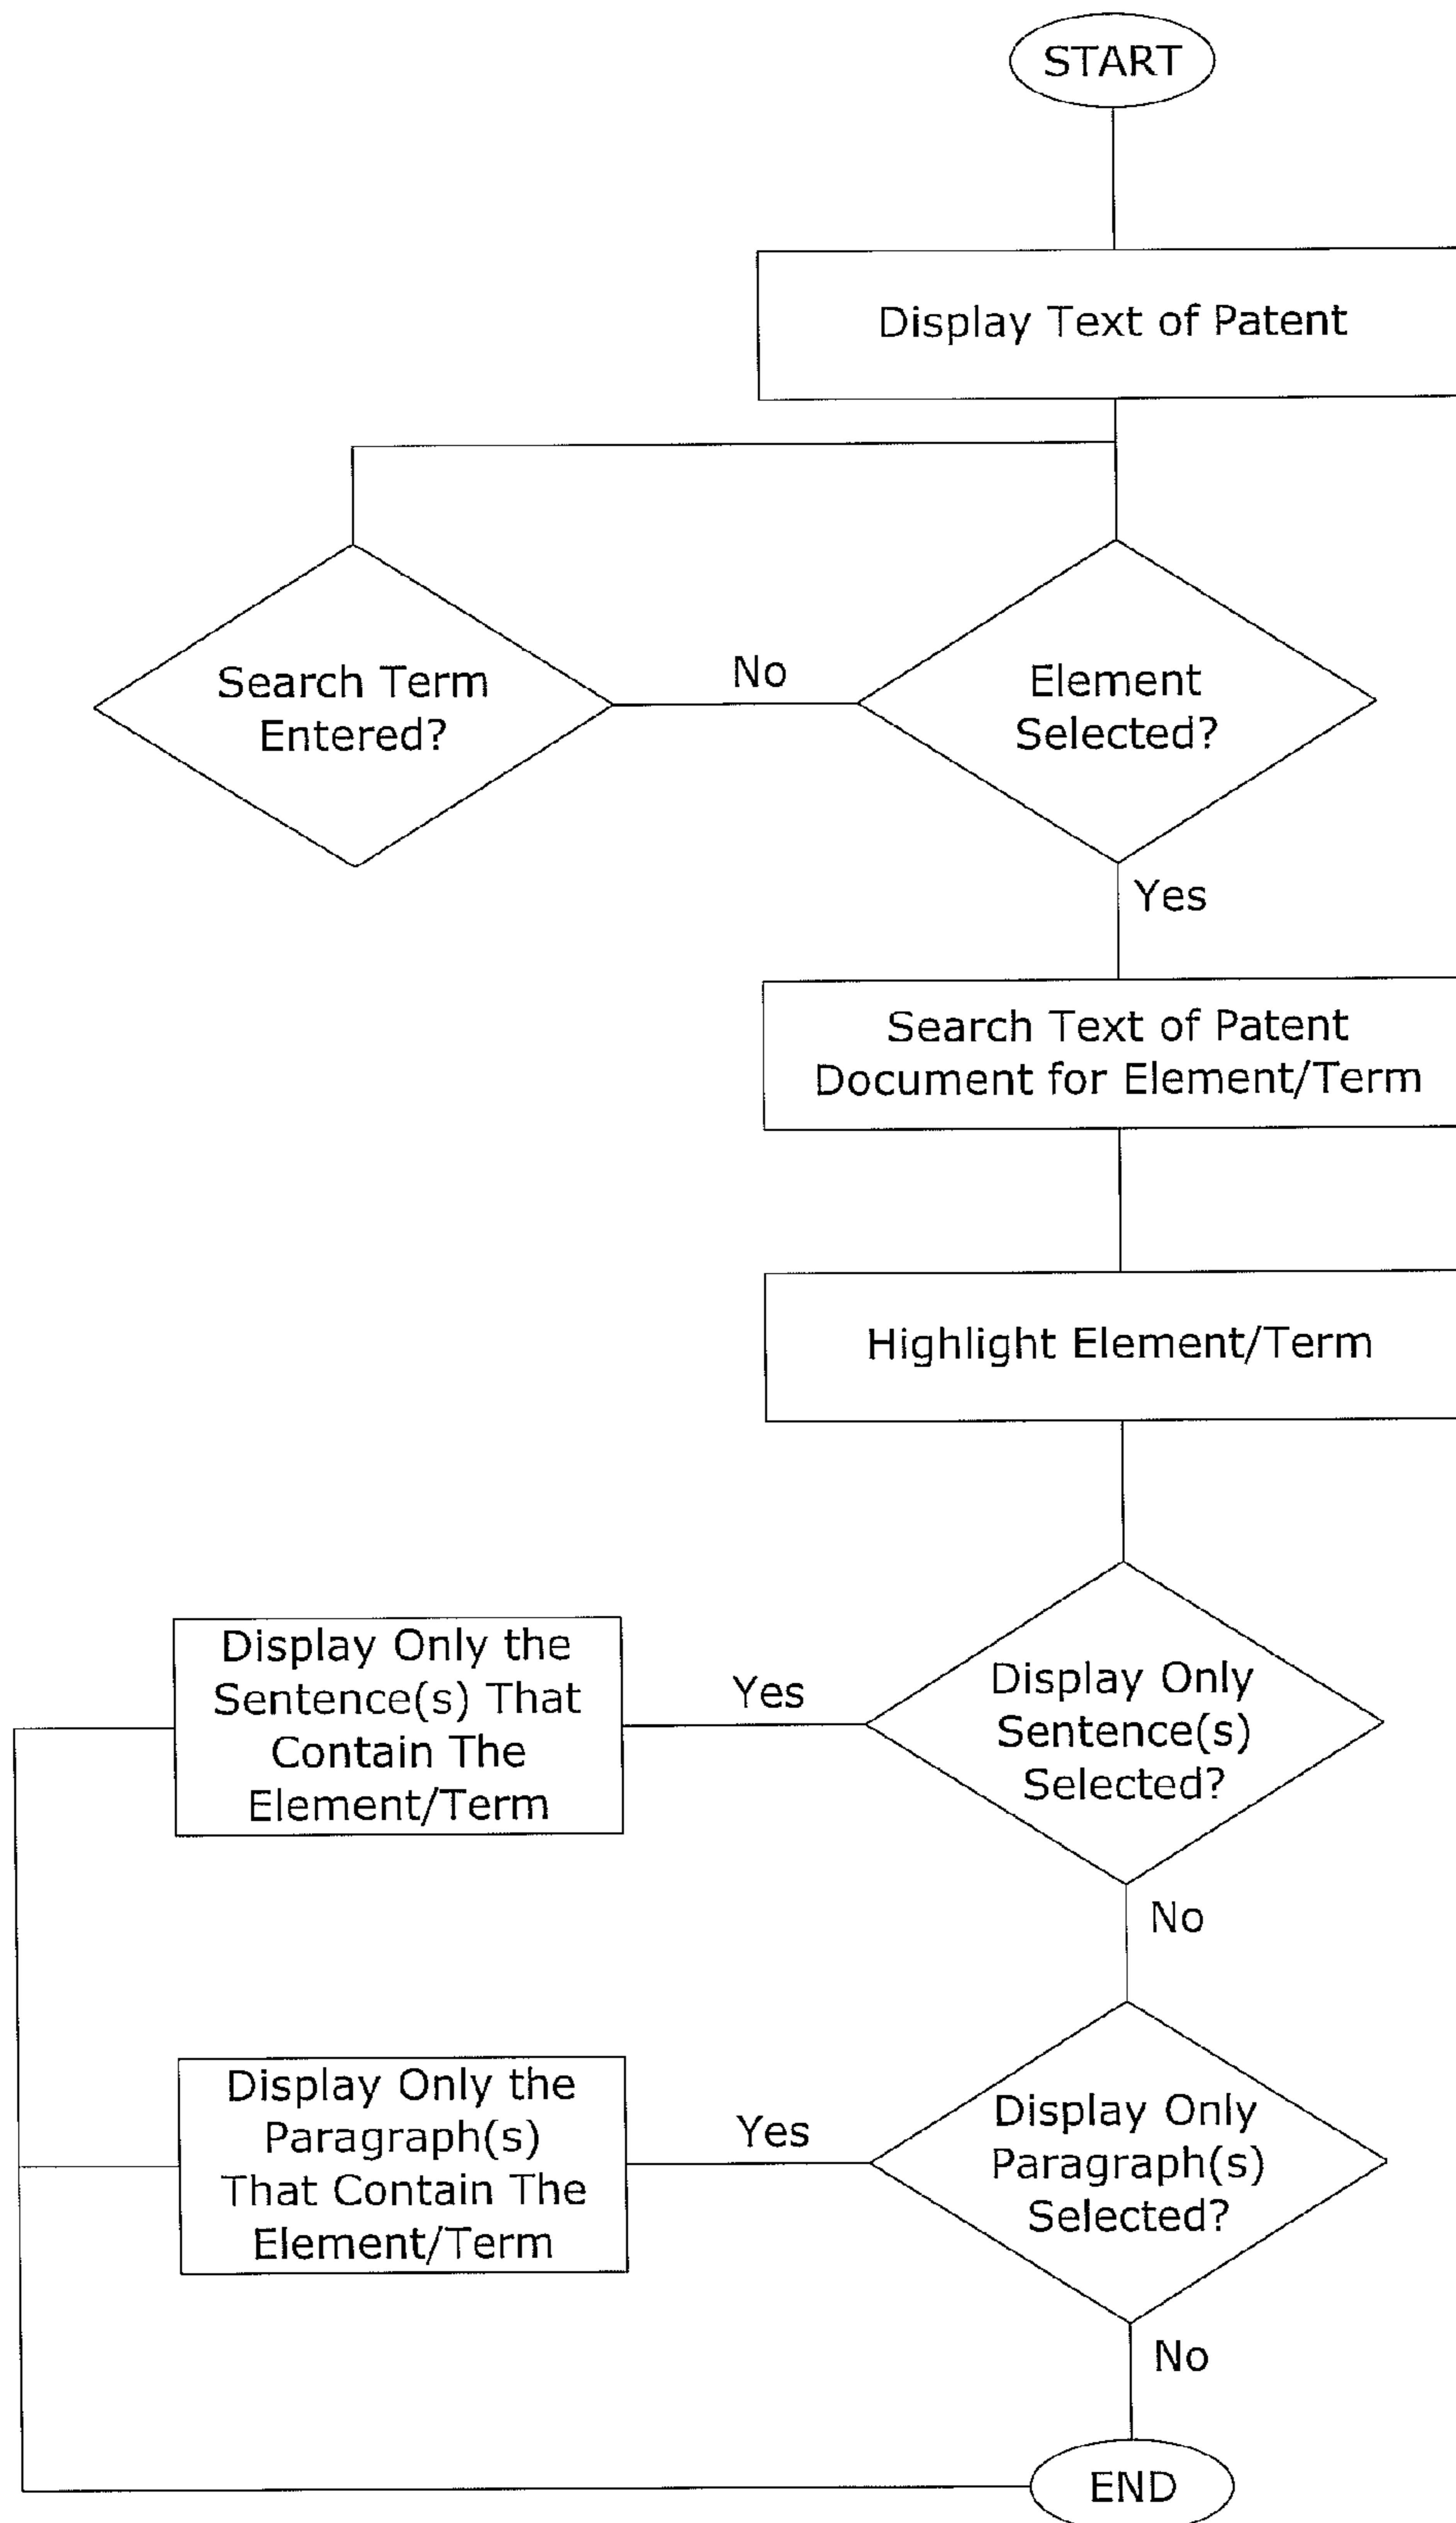 START
Display Text of Patent
Search Term
Entered?
No
Element
Selected?
Yes
Search Text of Patent
Document for Element/Term
Highlight Element/Term
Display Only the
Sentence(s) That
Contain The
Element/Term
Yes
Display Only
Sentence(s)
Selected?
No
Display Only the
Paragraph(s)
That Contain The
Element/Term
Yes
Display Only
Paragraph(s)
Selected?
No
END